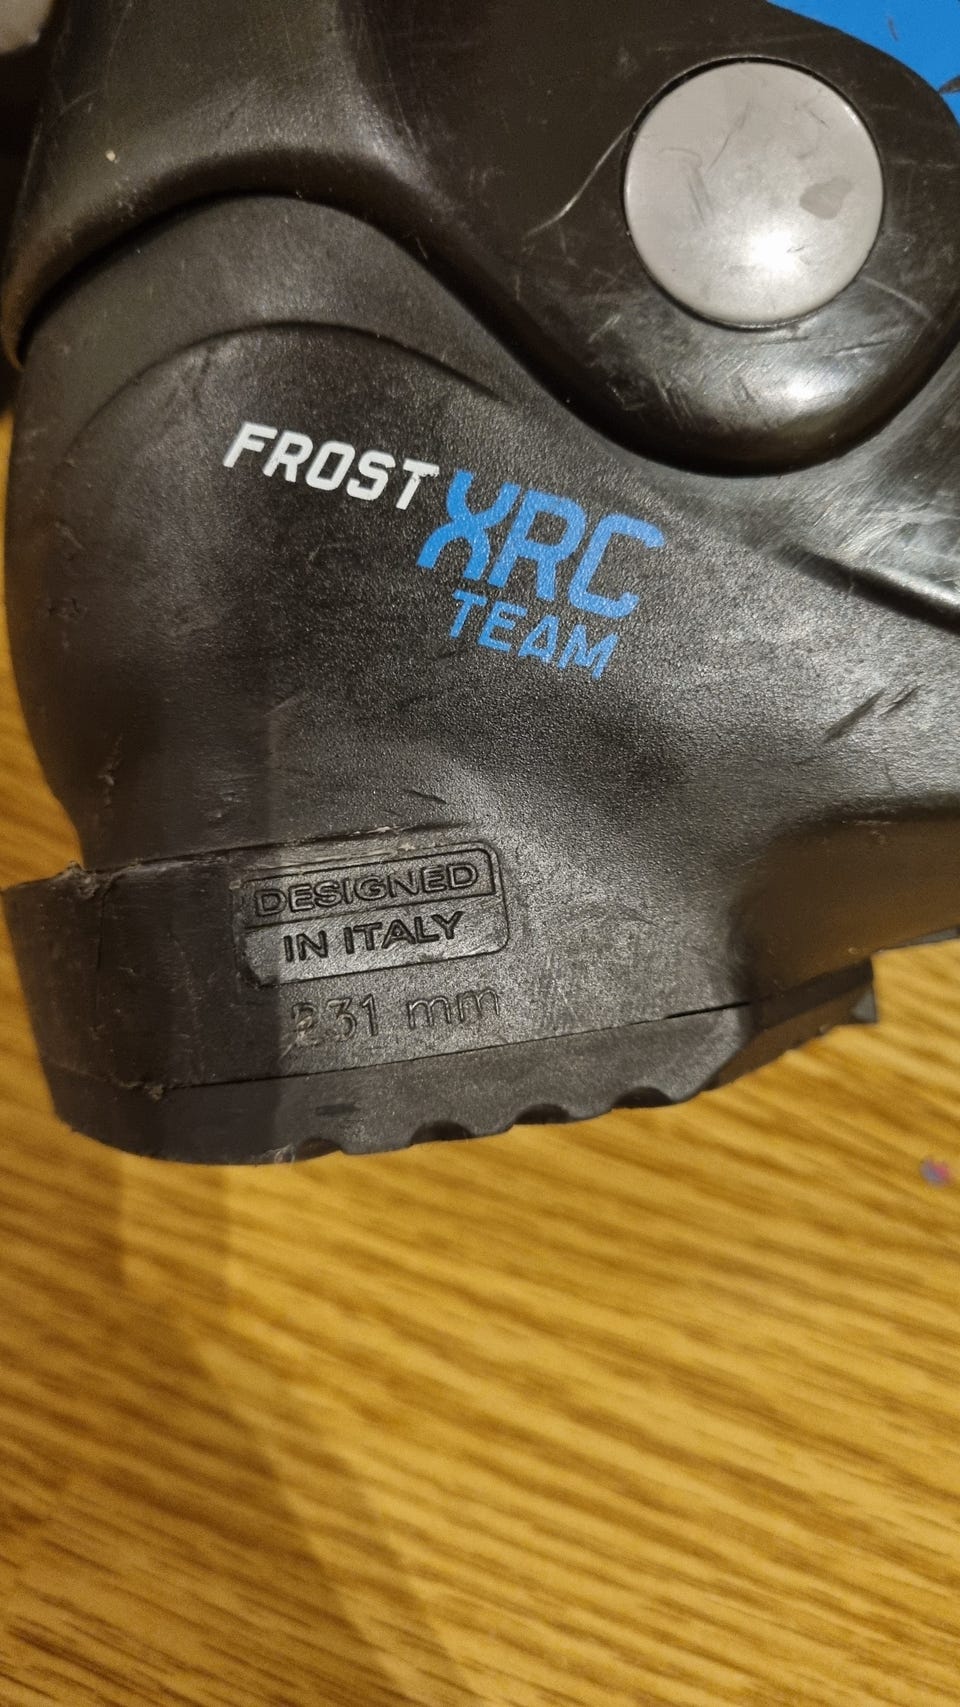 FROST XRC
TEAM
DESIGNED
IN ITALY
231 mm